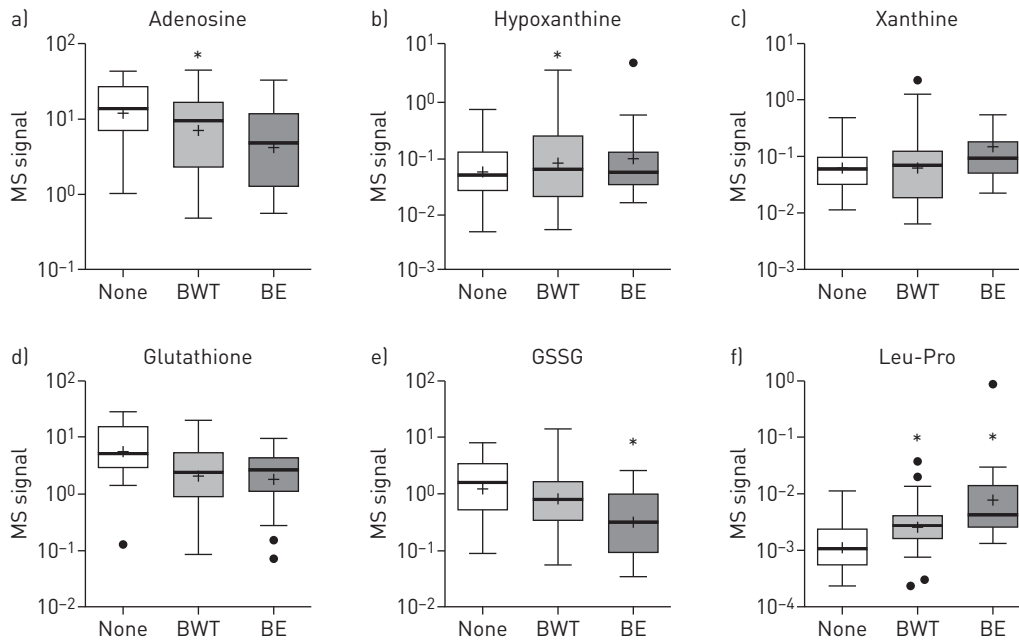 a) Adenosine
MS signal
10²
10¹
10⁰
10⁻¹
*
None BWT BE
b) Hypoxanthine
MS signal
10¹
10⁰
10⁻¹
10⁻²
10⁻³
*
None BWT BE
c) Xanthine
MS signal
10¹
10⁰
10⁻¹
10⁻²
10⁻³
None BWT BE
d) Glutathione
MS signal
10²
10¹
10⁰
10⁻¹
10⁻²
None BWT BE
e) GSSG
MS signal
10²
10¹
10⁰
10⁻¹
10⁻²
*
None BWT BE
f) Leu-Pro
MS signal
10⁰
10⁻¹
10⁻²
10⁻³
10⁻⁴
* *
None BWT BE